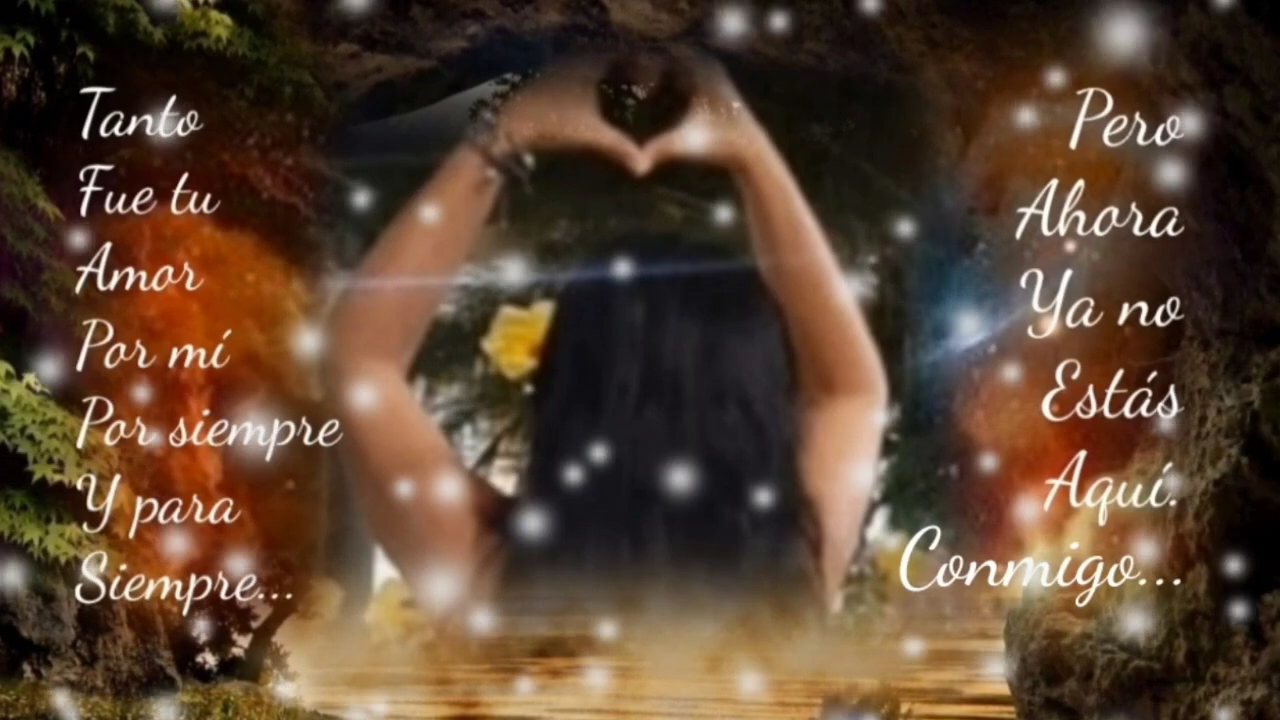 Tanto
Fue tu
Amor
Por mí
Por siempre
Y para
Siempre...
Pero
Ahora
Ya no
Estás
Aquí.
Conmigo...